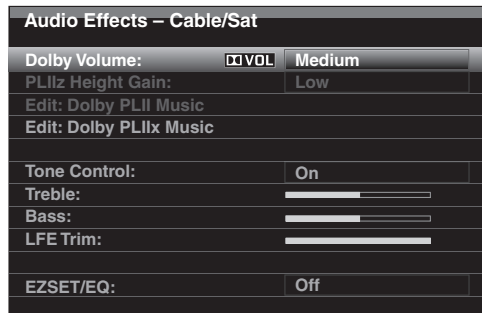 Audio Effects – Cable/Sat
Dolby Volume: VOL Medium
PLIIz Height Gain: Low
Edit: Dolby PLII Music
Edit: Dolby PLIIx Music
Tone Control: On
Treble:
Bass:
LFE Trim:
EZSET/EQ: Off